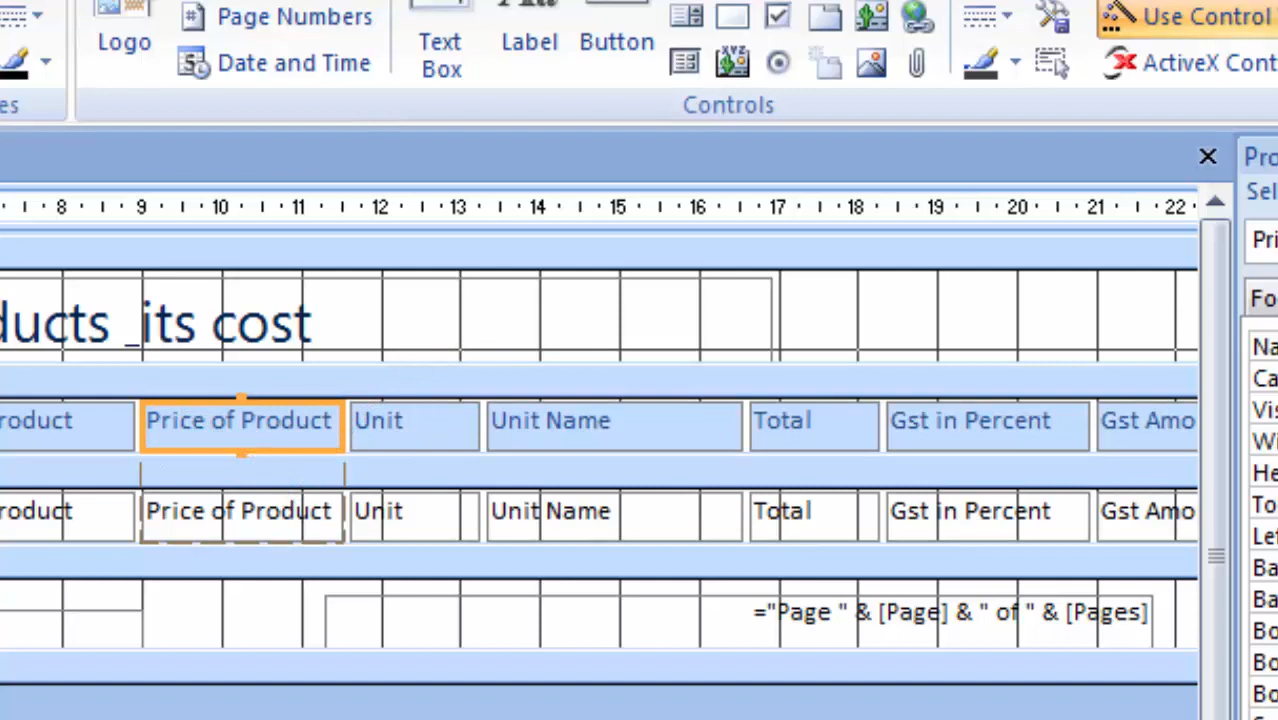 Page Numbers
Use Control
Logo
Text Box
Label
Button
Date and Time
ActiveX Cont
es
Controls
Pro
Sel
8 9 10 11 12 13 14 15 16 17 18 19 20 21 22
Pri
Fo
ducts _its cost
Na
Ca
Vis
roduct Price of Product Unit Unit Name Total Gst in Percent Gst Amo
Wi
He
roduct Price of Product Unit Unit Name Total Gst in Percent Gst Amo
To
Lef
Ba
Ba
="Page " & [Page] & " of " & [Pages]
Bo
Bo
Bo